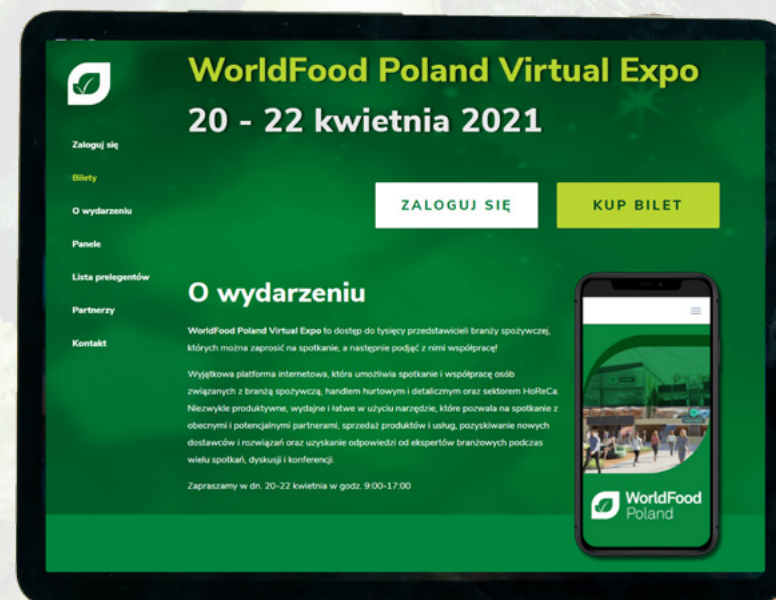 WorldFood Poland Virtual Expo
20 - 22 kwietnia 2021
Zaloguj się
Bilety
O wydarzeniu
Panele
Lista prelegentów
Partnerzy
Kontakt
ZALOGUJ SIĘ
KUP BILET
O wydarzeniu
WorldFood Poland Virtual Expo to dostęp do tysięcy przedstawicieli branży spożywczej,
których można zaprosić na spotkanie, a następnie podjąć z nimi współpracę!
Wyjątkowa platforma internetowa, która umożliwia spotkanie i współpracę osób
związanych z branżą spożywczą, handlem hurtowym i detalicznym oraz sektorem HoReCa.
Niezwykle produktywne, wydajne i łatwe w użyciu narzędzie, które pozwala na spotkanie z
obecnymi i potencjalnymi partnerami, sprzedaż produktów i usług, pozyskiwanie nowych
dostawców i rozwiązań oraz uzyskanie odpowiedzi od ekspertów branżowych podczas
wielu spotkań, dyskusji i konferencji.
Zapraszamy w dn. 20-22 kwietnia w godz. 9:00-17:00
WorldFood
Poland